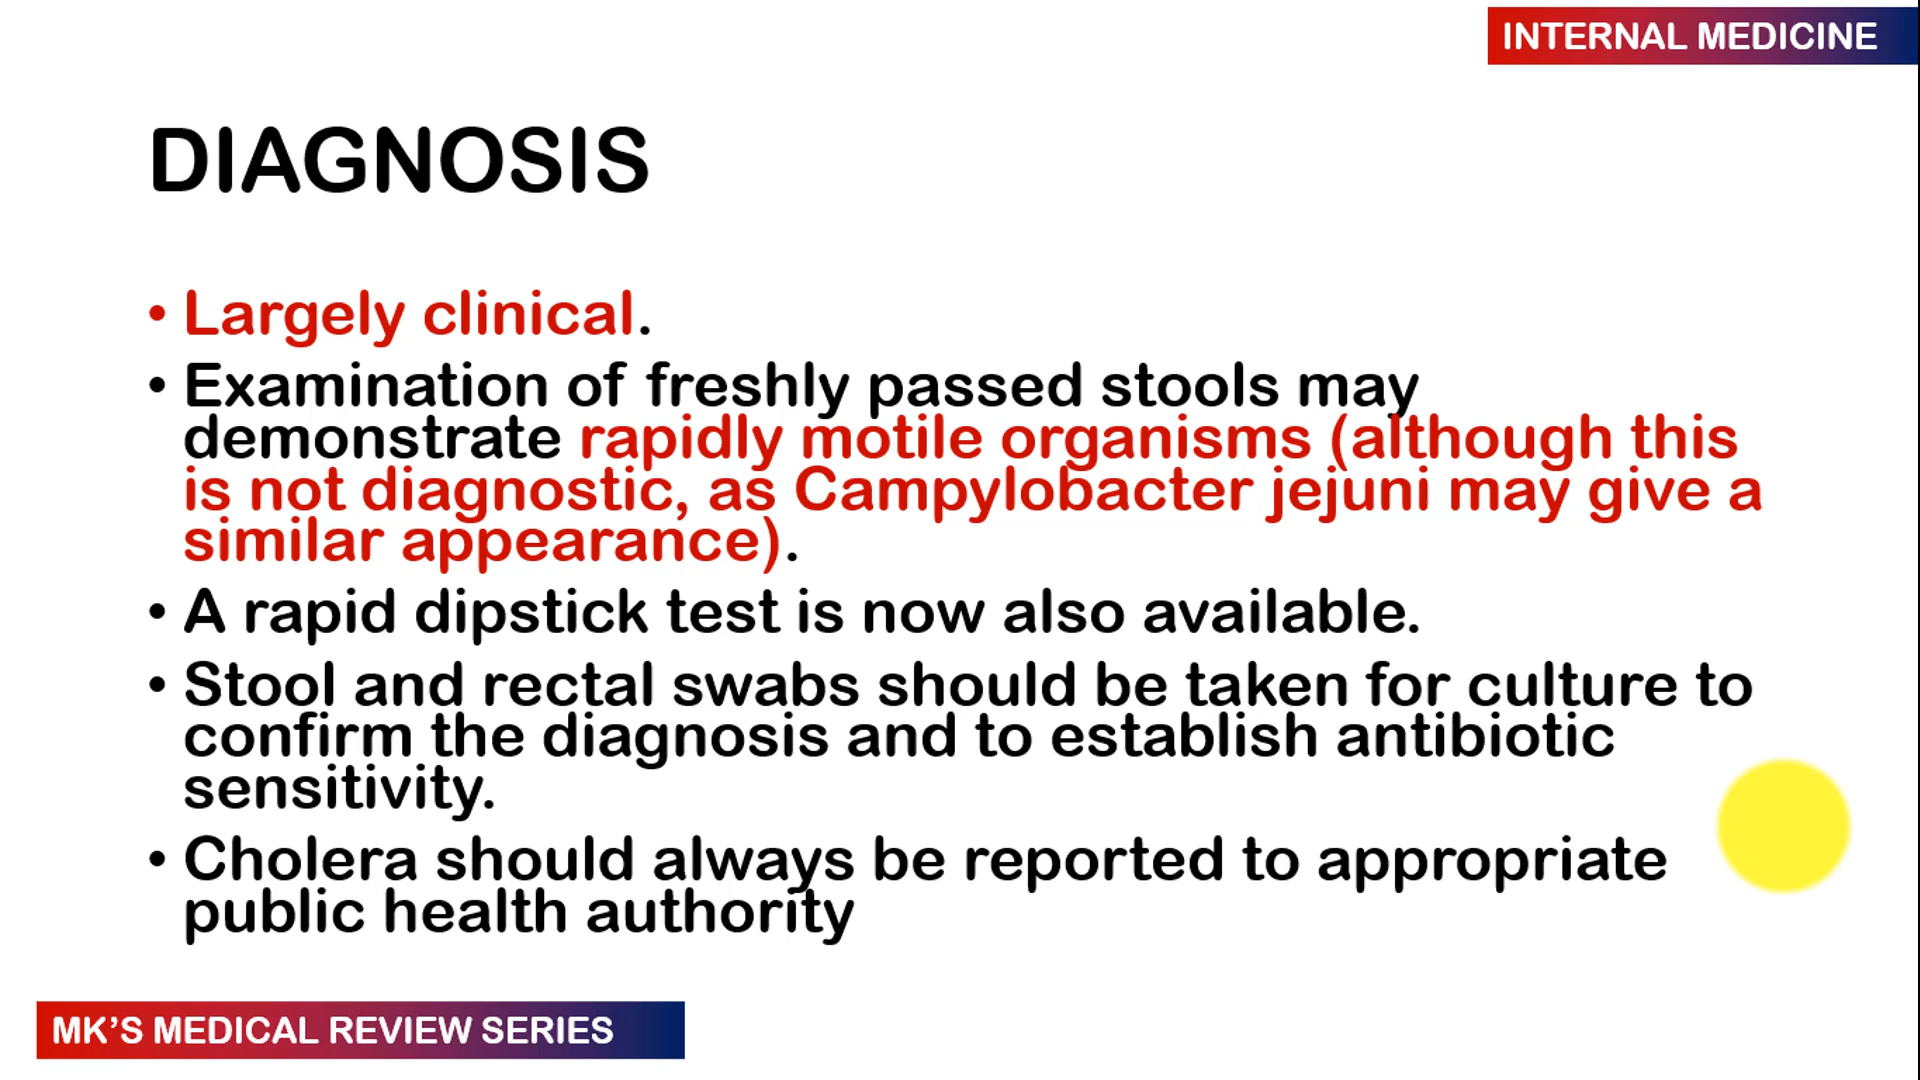 INTERNAL MEDICINE
DIAGNOSIS
• Largely clinical.
• Examination of freshly passed stools may
demonstrate rapidly motile organisms (although this
is not diagnostic, as Campylobacter jejuni may give a
similar appearance).
• A rapid dipstick test is now also available.
• Stool and rectal swabs should be taken for culture to
confirm the diagnosis and to establish antibiotic
sensitivity.
• Cholera should always be reported to appropriate
public health authority
MK’S MEDICAL REVIEW SERIES